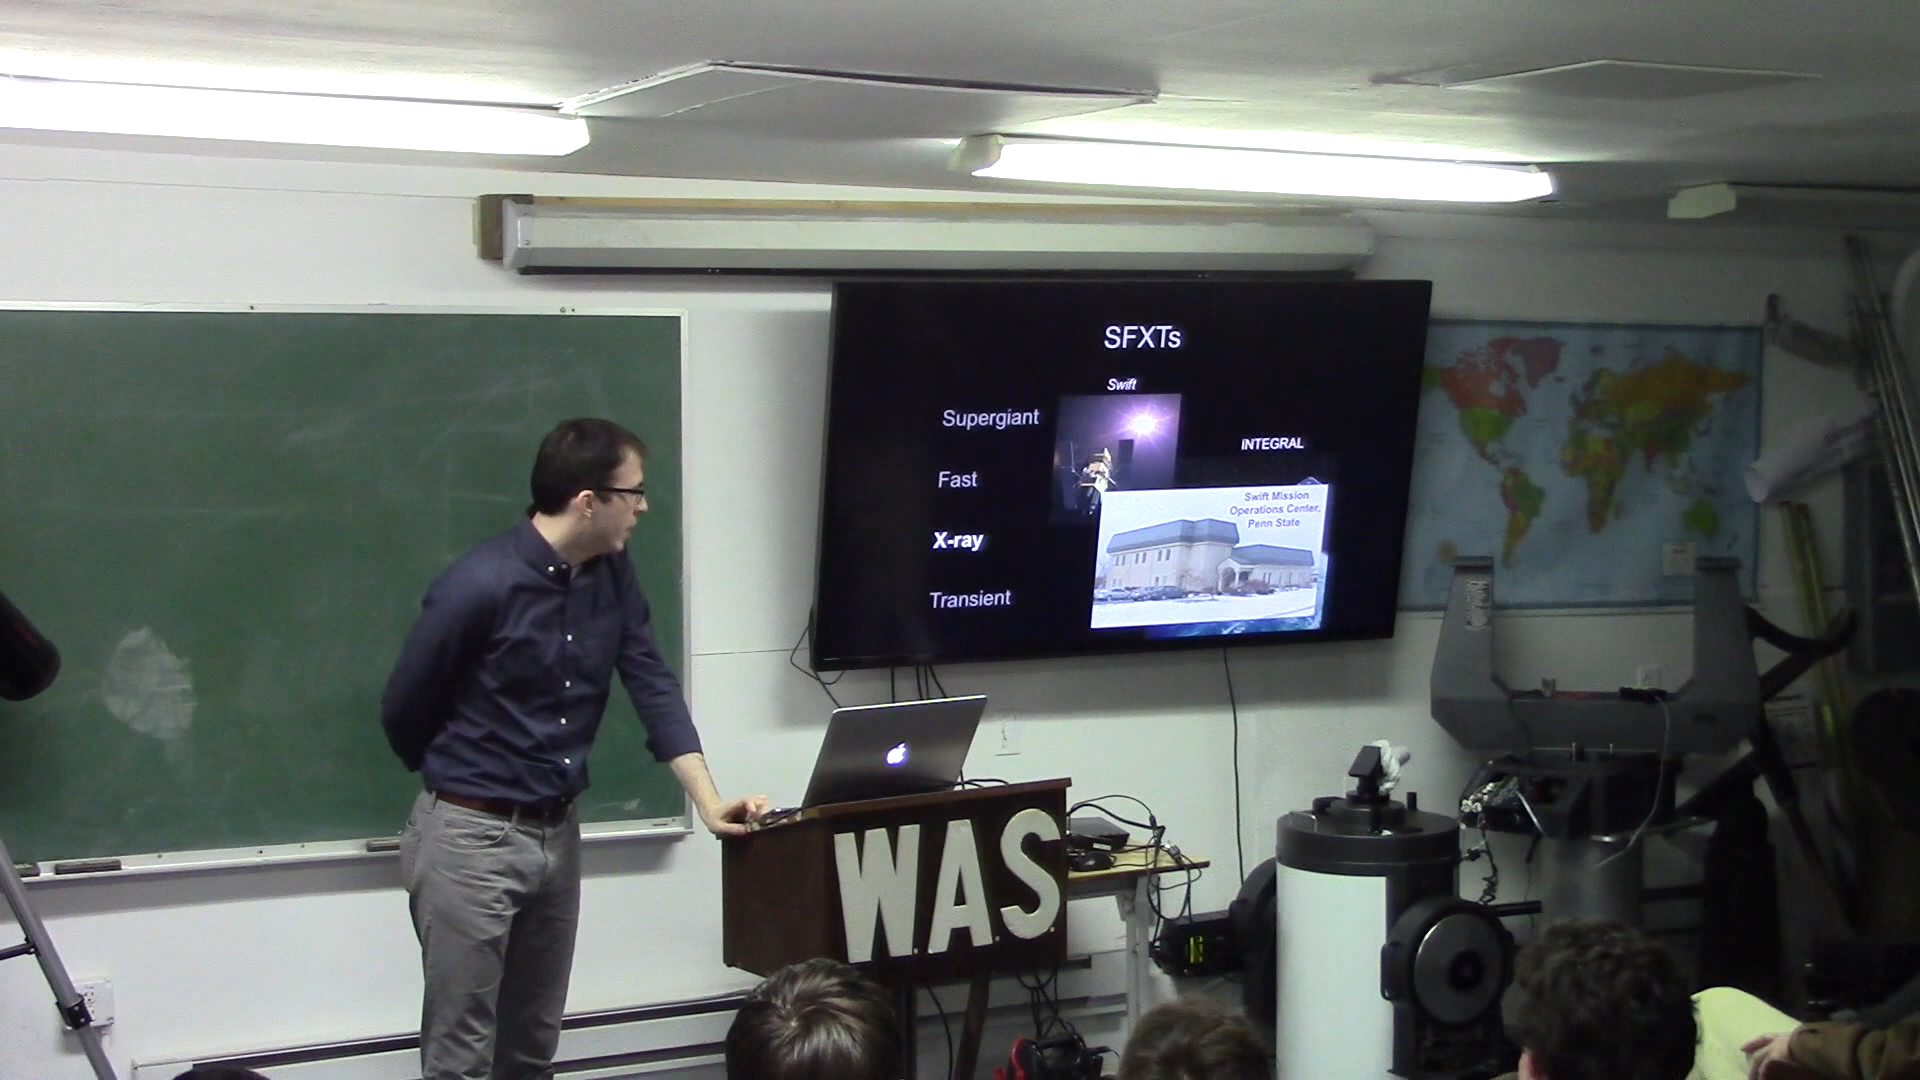 SFXTs
Swift
Supergiant
INTEGRAL
Fast
Swift Mission
Operations Center,
Penn State
X-ray
Transient
W.A.S.